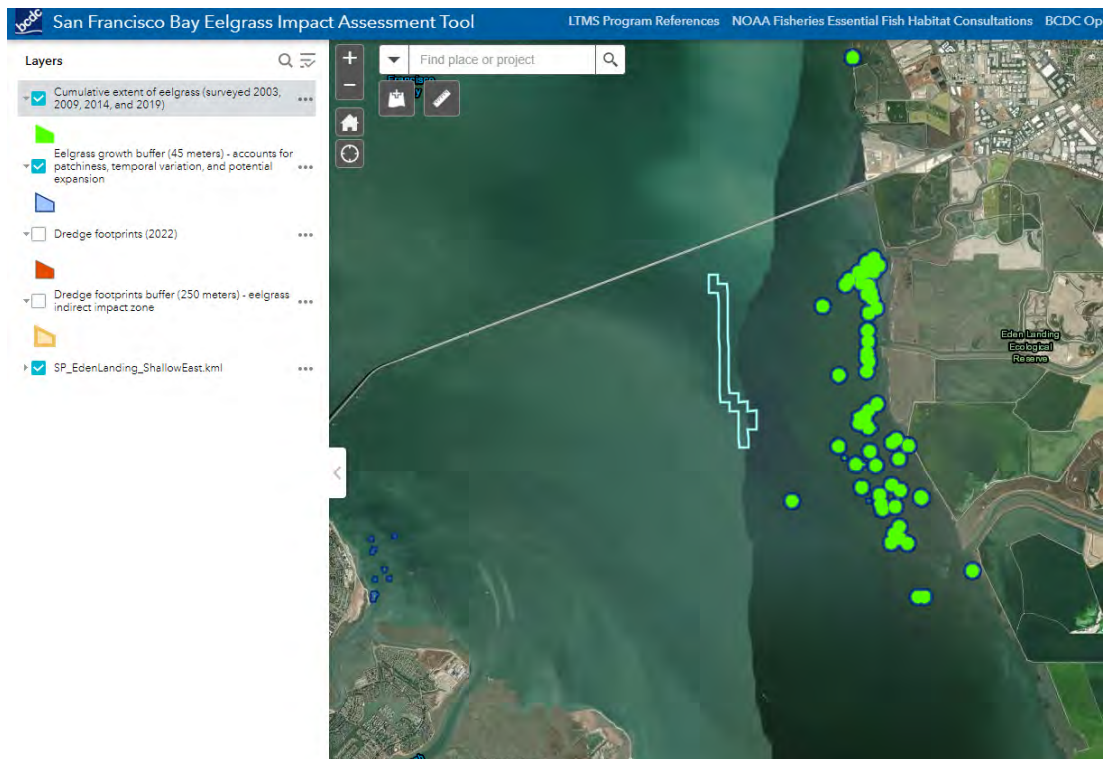 bcdc
San Francisco Bay Eelgrass Impact Assessment Tool
LTMS Program References NOAA Fisheries Essential Fish Habitat Consultations BCDC Op
Layers
Cumulative extent of eelgrass (surveyed 2003,
2009, 2014, and 2019)
Eelgrass growth buffer (45 meters) - accounts for
patchiness, temporal variation, and potential
expansion
Dredge footprints (2022)
Dredge footprints buffer (250 meters) - eelgrass
indirect impact zone
SP_EdenLanding_ShallowEast.kml
Find place or project
Eden Landing
Ecological
Reserve